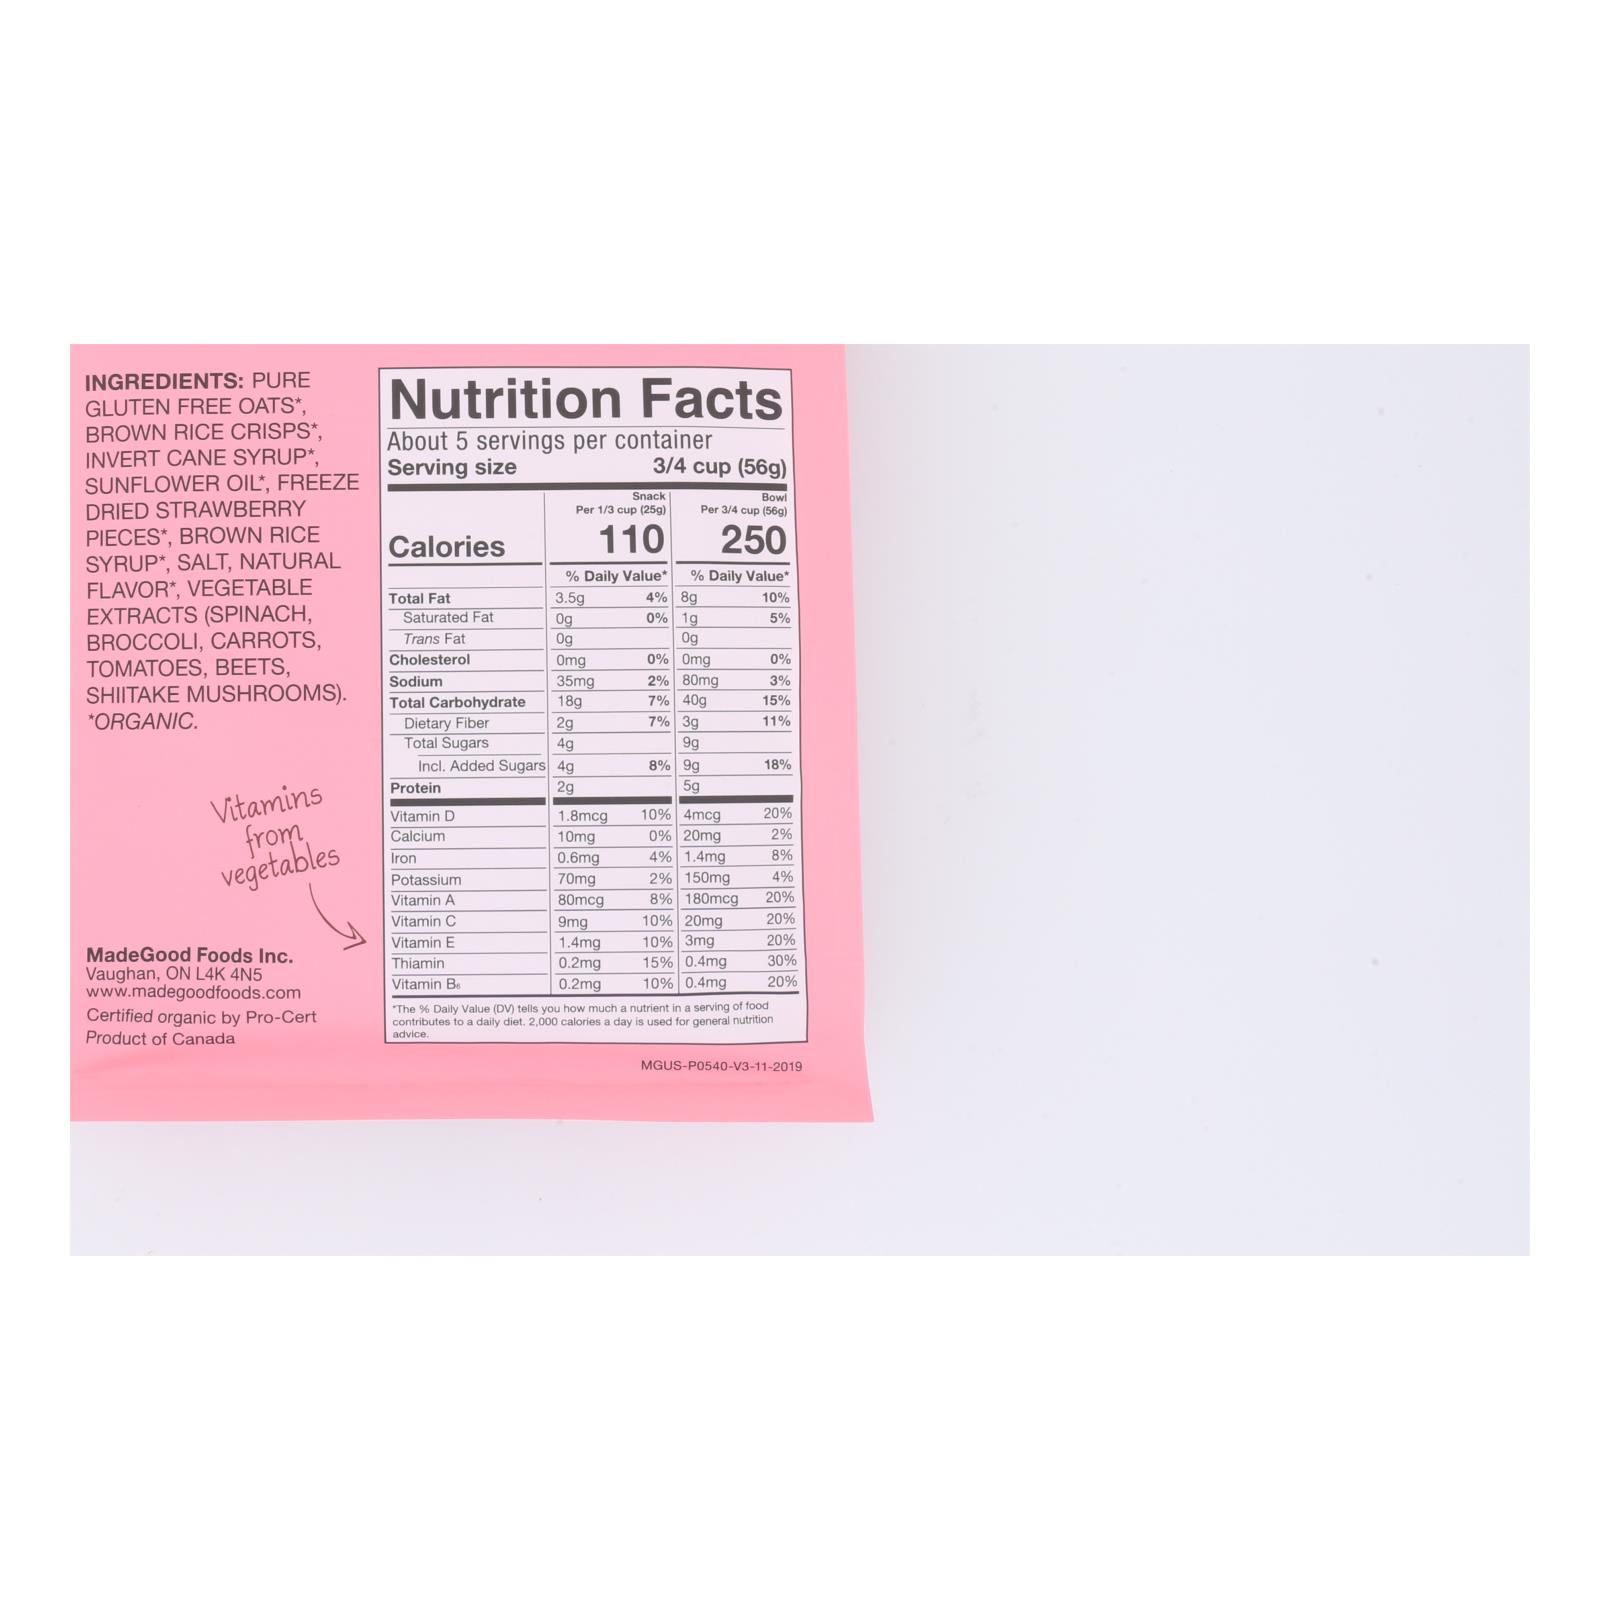 INGREDIENTS: PURE
GLUTEN FREE OATS*,
BROWN RICE CRISPS*,
INVERT CANE SYRUP*,
SUNFLOWER OIL*, FREEZE
DRIED STRAWBERRY
PIECES*, BROWN RICE
SYRUP*, SALT, NATURAL
FLAVOR*, VEGETABLE
EXTRACTS (SPINACH,
BROCCOLI, CARROTS,
TOMATOES, BEETS,
SHIITAKE MUSHROOMS).
*ORGANIC.
Vitamins
from
vegetables
MadeGood Foods Inc.
Vaughan, ON L4K 4N5
www.madegoodfoods.com
Certified organic by Pro-Cert
Product of Canada
Nutrition Facts
About 5 servings per container
Serving size 3/4 cup (56g)
Snack Bowl
Per 1/3 cup (25g) Per 3/4 cup (56g)
Calories 110 250
% Daily Value* % Daily Value*
Total Fat 3.5g 4% 8g 10%
Saturated Fat 0g 0% 1g 5%
Trans Fat 0g 0g
Cholesterol 0mg 0% 0mg 0%
Sodium 35mg 2% 80mg 3%
Total Carbohydrate 18g 7% 40g 15%
Dietary Fiber 2g 7% 3g 11%
Total Sugars 4g 9g
Incl. Added Sugars 4g 8% 9g 18%
Protein 2g 5g
Vitamin D 1.8mcg 10% 4mcg 20%
Calcium 10mg 0% 20mg 2%
Iron 0.6mg 4% 1.4mg 8%
Potassium 70mg 2% 150mg 4%
Vitamin A 80mcg 8% 180mcg 20%
Vitamin C 9mg 10% 20mg 20%
Vitamin E 1.4mg 10% 3mg 20%
Thiamin 0.2mg 15% 0.4mg 30%
Vitamin B₆ 0.2mg 10% 0.4mg 20%
*The % Daily Value (DV) tells you how much a nutrient in a serving of food
contributes to a daily diet. 2,000 calories a day is used for general nutrition
advice.
MGUS-P0540-V3-11-2019